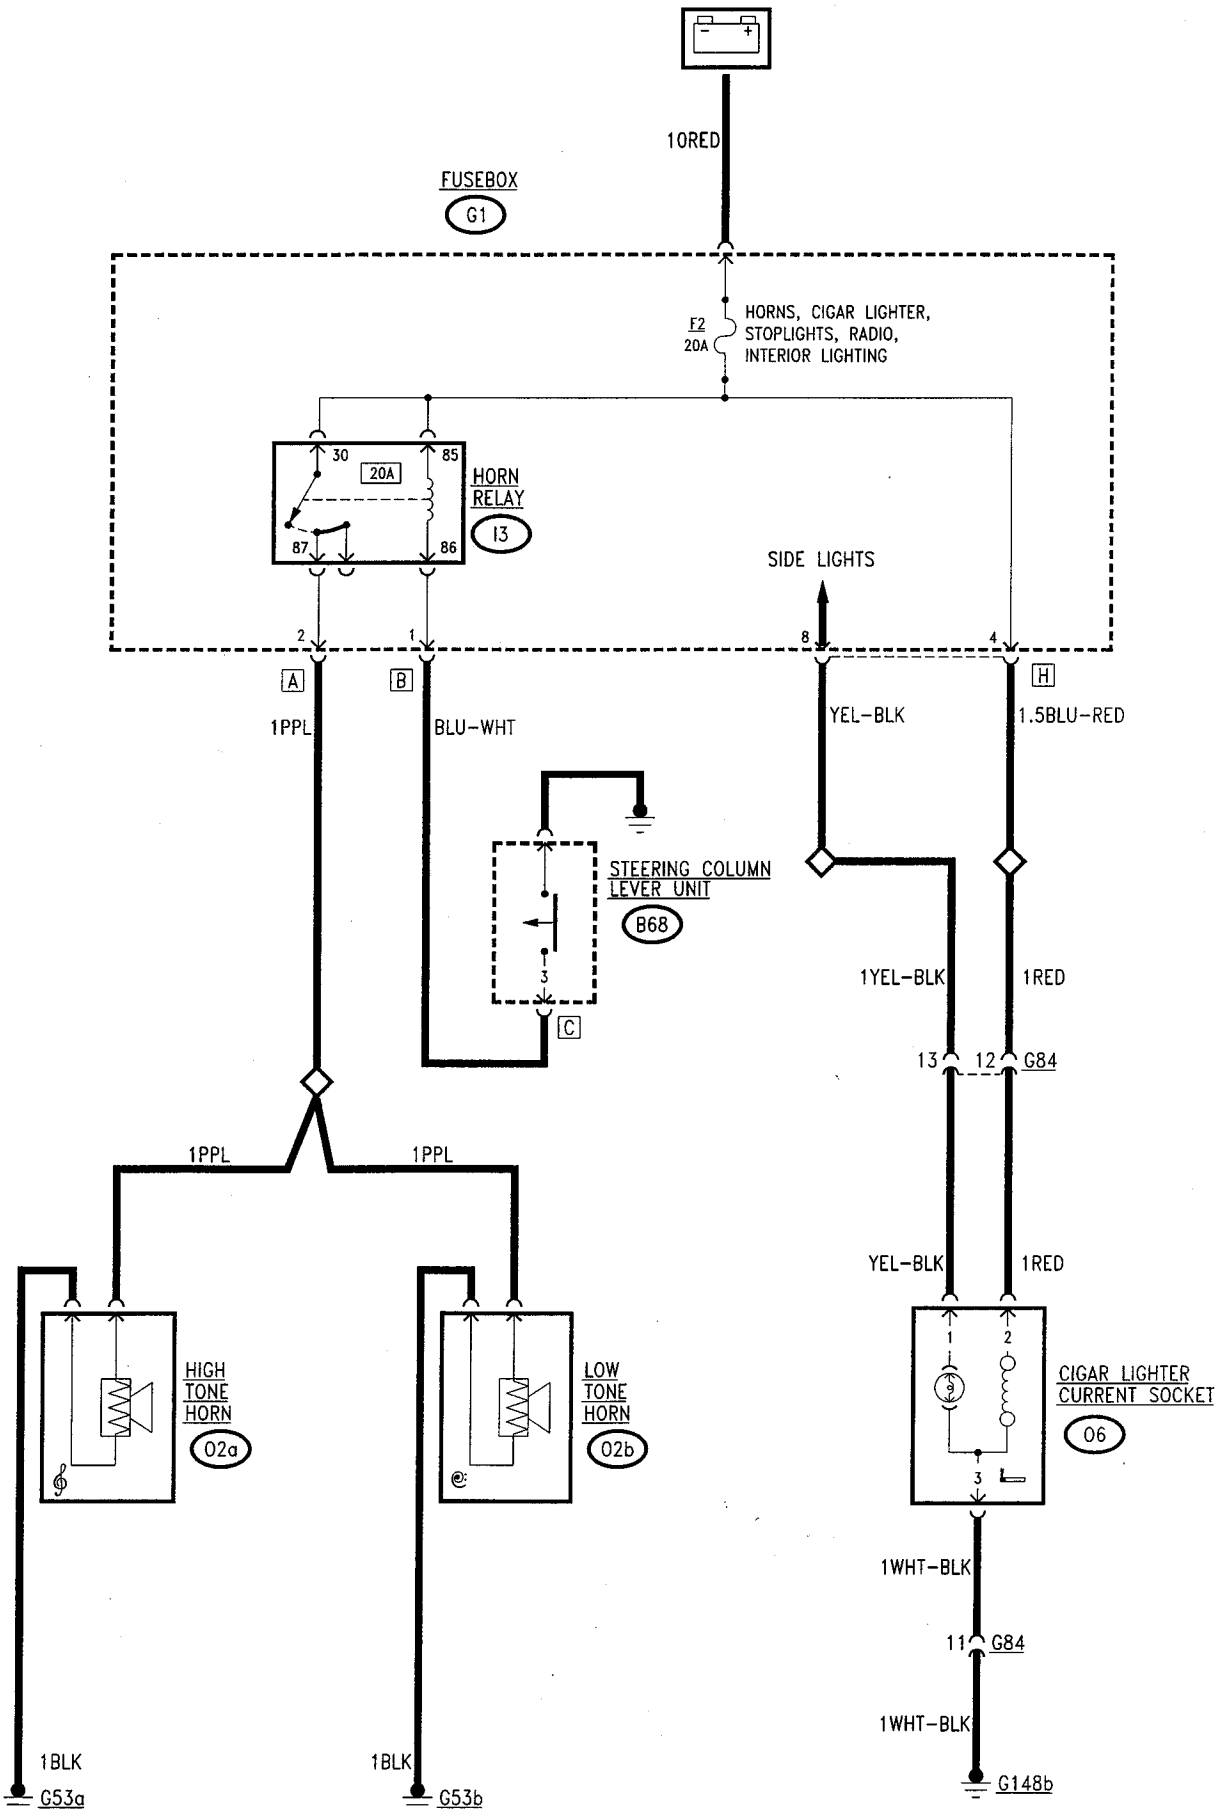 - +
10RED
FUSEBOX
G1
F2
20A
HORNS, CIGAR LIGHTER,
STOPLIGHTS, RADIO,
INTERIOR LIGHTING
30
20A
85
HORN
RELAY
I3
87
86
SIDE LIGHTS
2
1
8
4
A
B
H
1PPL
BLU-WHT
YEL-BLK
1.5BLU-RED
STEERING COLUMN
LEVER UNIT
B68
3
C
1YEL-BLK
1RED
13
12
G84
1PPL
1PPL
YEL-BLK
1RED
1
2
HIGH
TONE
HORN
O2a
LOW
TONE
HORN
O2b
CIGAR LIGHTER
CURRENT SOCKET
O6
3
1WHT-BLK
11
G84
1WHT-BLK
1BLK
G53a
1BLK
G53b
G148b